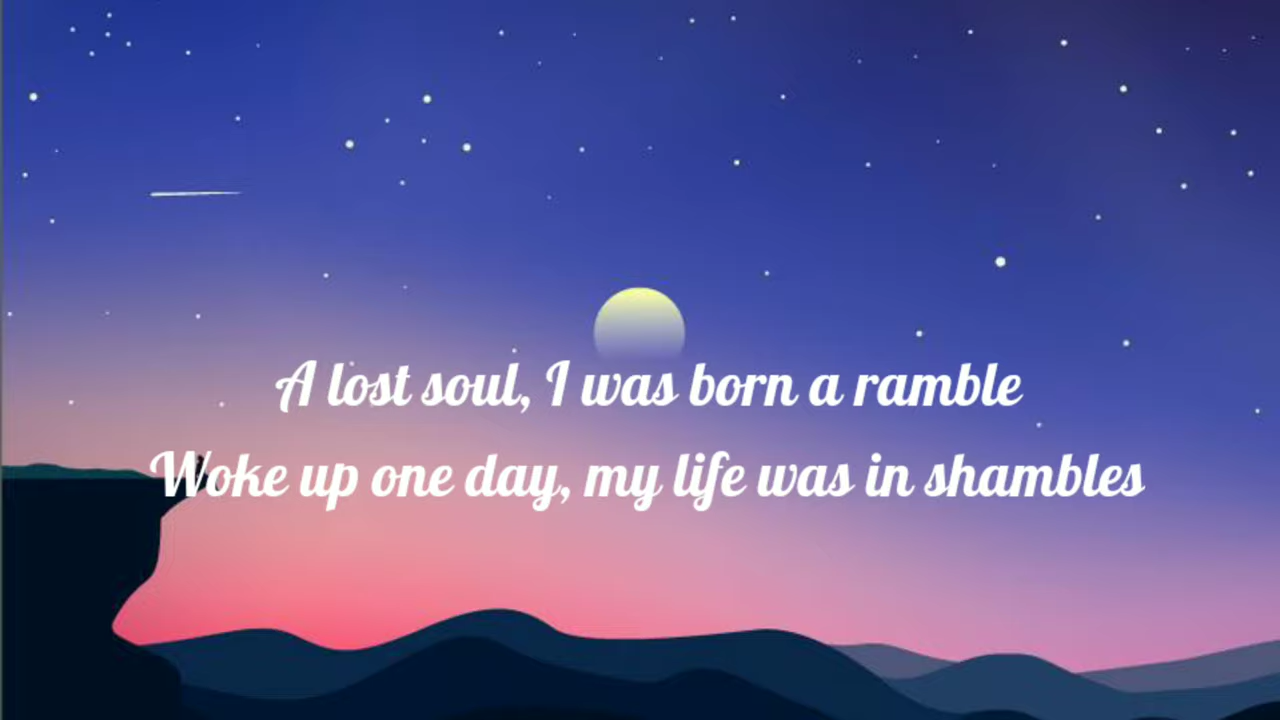 A lost soul, I was born a ramble
Woke up one day, my life was in shambles